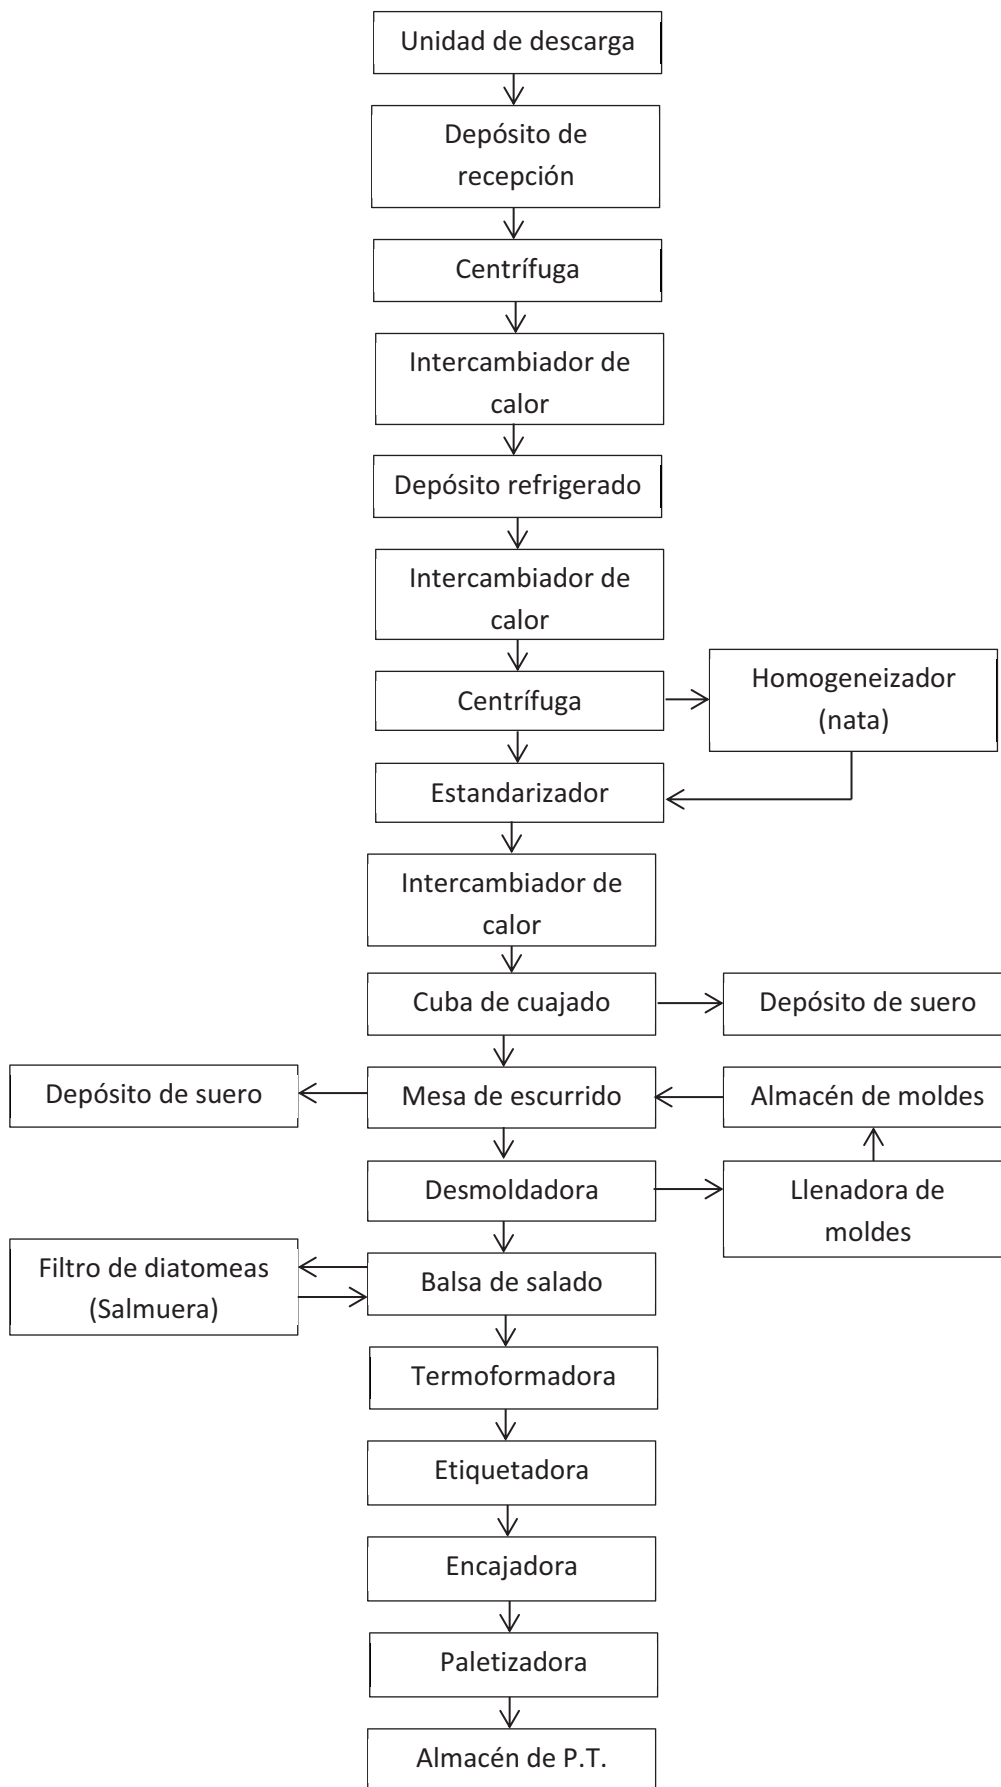 Unidad de descarga
Depósito de
recepción
Centrífuga
Intercambiador de
calor
Depósito refrigerado
Intercambiador de
calor
Centrífuga
Homogeneizador
(nata)
Estandarizador
Intercambiador de
calor
Cuba de cuajado
Depósito de suero
Depósito de suero
Mesa de escurrido
Almacén de moldes
Desmoldadora
Llenadora de
moldes
Filtro de diatomeas
(Salmuera)
Balsa de salado
Termoformadora
Etiquetadora
Encajadora
Paletizadora
Almacén de P.T.